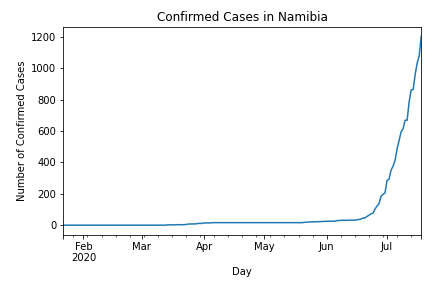 Confirmed Cases in Namibia
Number of Confirmed Cases
1200
1000
800
600
400
200
0
Feb Mar Apr May Jun Jul
2020
Day